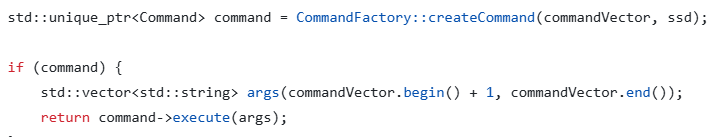 std::unique_ptr<Command> command = CommandFactory::createCommand(commandVector, ssd);
if (command) {
    std::vector<std::string> args(commandVector.begin() + 1, commandVector.end());
    return command->execute(args);